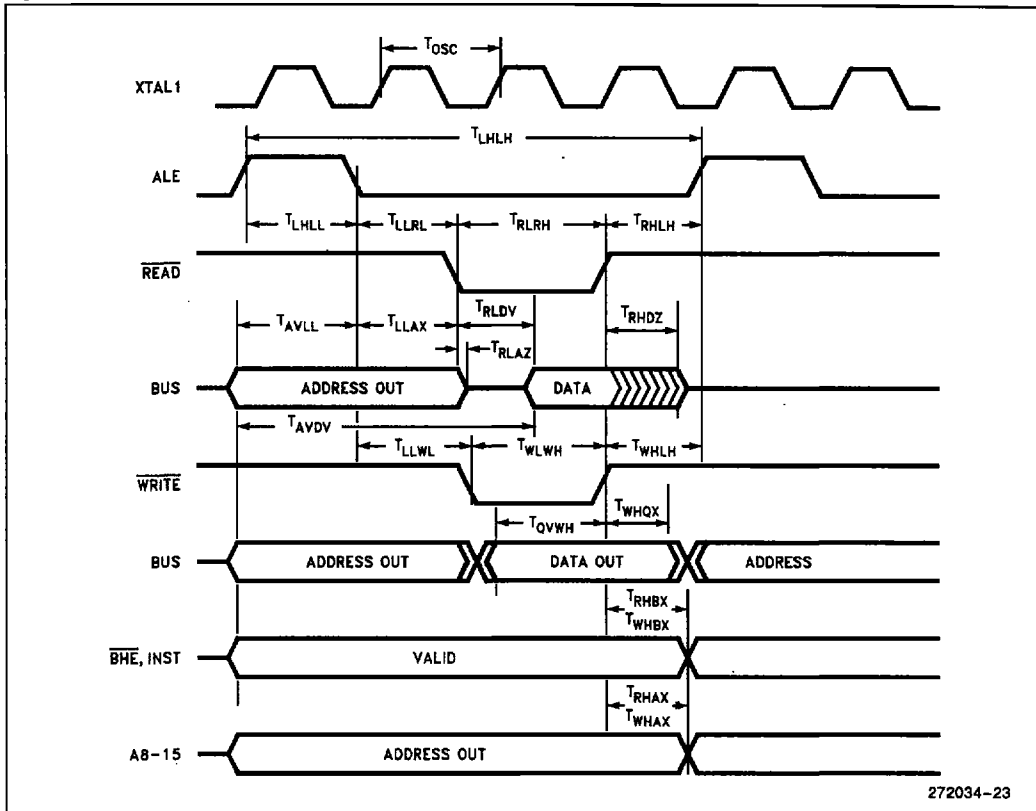 T_OSC
XTAL1
T_LHLH
ALE
T_LHLL T_LLRL T_RLRH T_RHLH
READ
T_AVLL T_LLAX T_RLDV T_RHDZ
T_RLAZ
BUS ADDRESS OUT DATA
T_AVDV
T_LLWL T_WLWH T_WHLH
WRITE
T_QVWH T_WHQX
BUS ADDRESS OUT DATA OUT ADDRESS
T_RHBX
T_WHBX
BHE, INST VALID
T_RHAX
T_WHAX
A8-15 ADDRESS OUT
272034-23